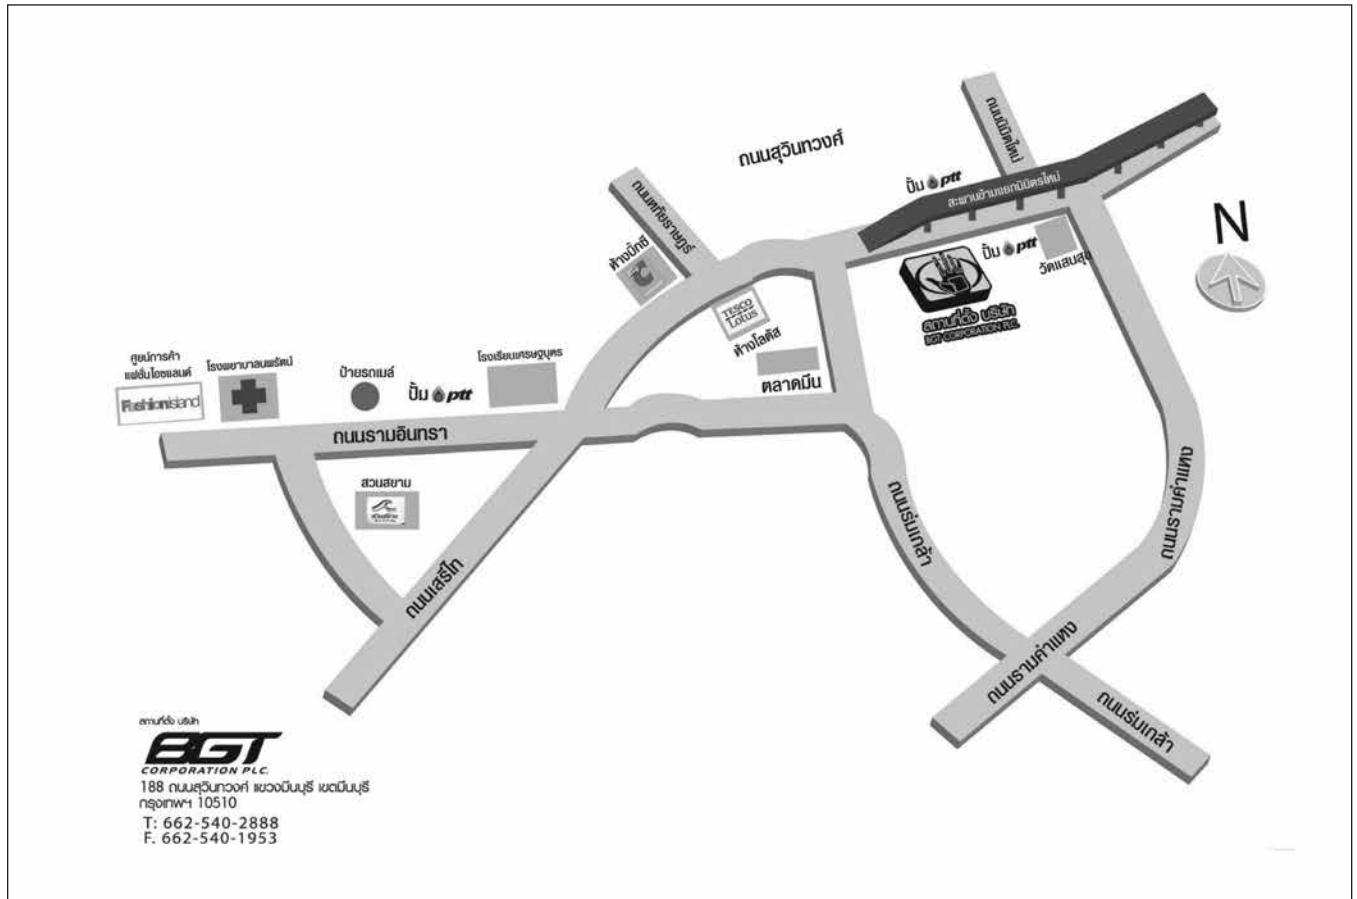 ถนนสุวินทวงศ์
ถนนนิมิตใหม่
ถนนหทัยราษฎร์
ปั๊ม ptt
สะพานข้ามแยกนิมิตรใหม่
N
ห้างบิ๊กซี
C
ปั๊ม ptt
วัดแสนสุข
สถานที่ตั้ง บริษัท
BGT CORPORATION PLC.
TESCO
Lotus
ห้างโลตัส
ตลาดมีน
ศูนย์การค้า
แฟชั่นไอซแลนด์
Fashionisland
โรงพยาบาลนพรัตน์
ป้ายรถเมล์
ปั๊ม ptt
โรงเรียนเศรษฐบุตร
ถนนรามอินทรา
สวนสยาม
ถนนเสรีไท
ถนนร่มเกล้า
ถนนรามคำแหง
ถนนรามคำแหง
ถนนร่มเกล้า
สถานที่ตั้ง บริษัท
BGT
CORPORATION PLC.
188 ถนนสุวินทวงศ์ แขวงมีนบุรี เขตมีนบุรี
กรุงเทพฯ 10510
T: 662-540-2888
F. 662-540-1953